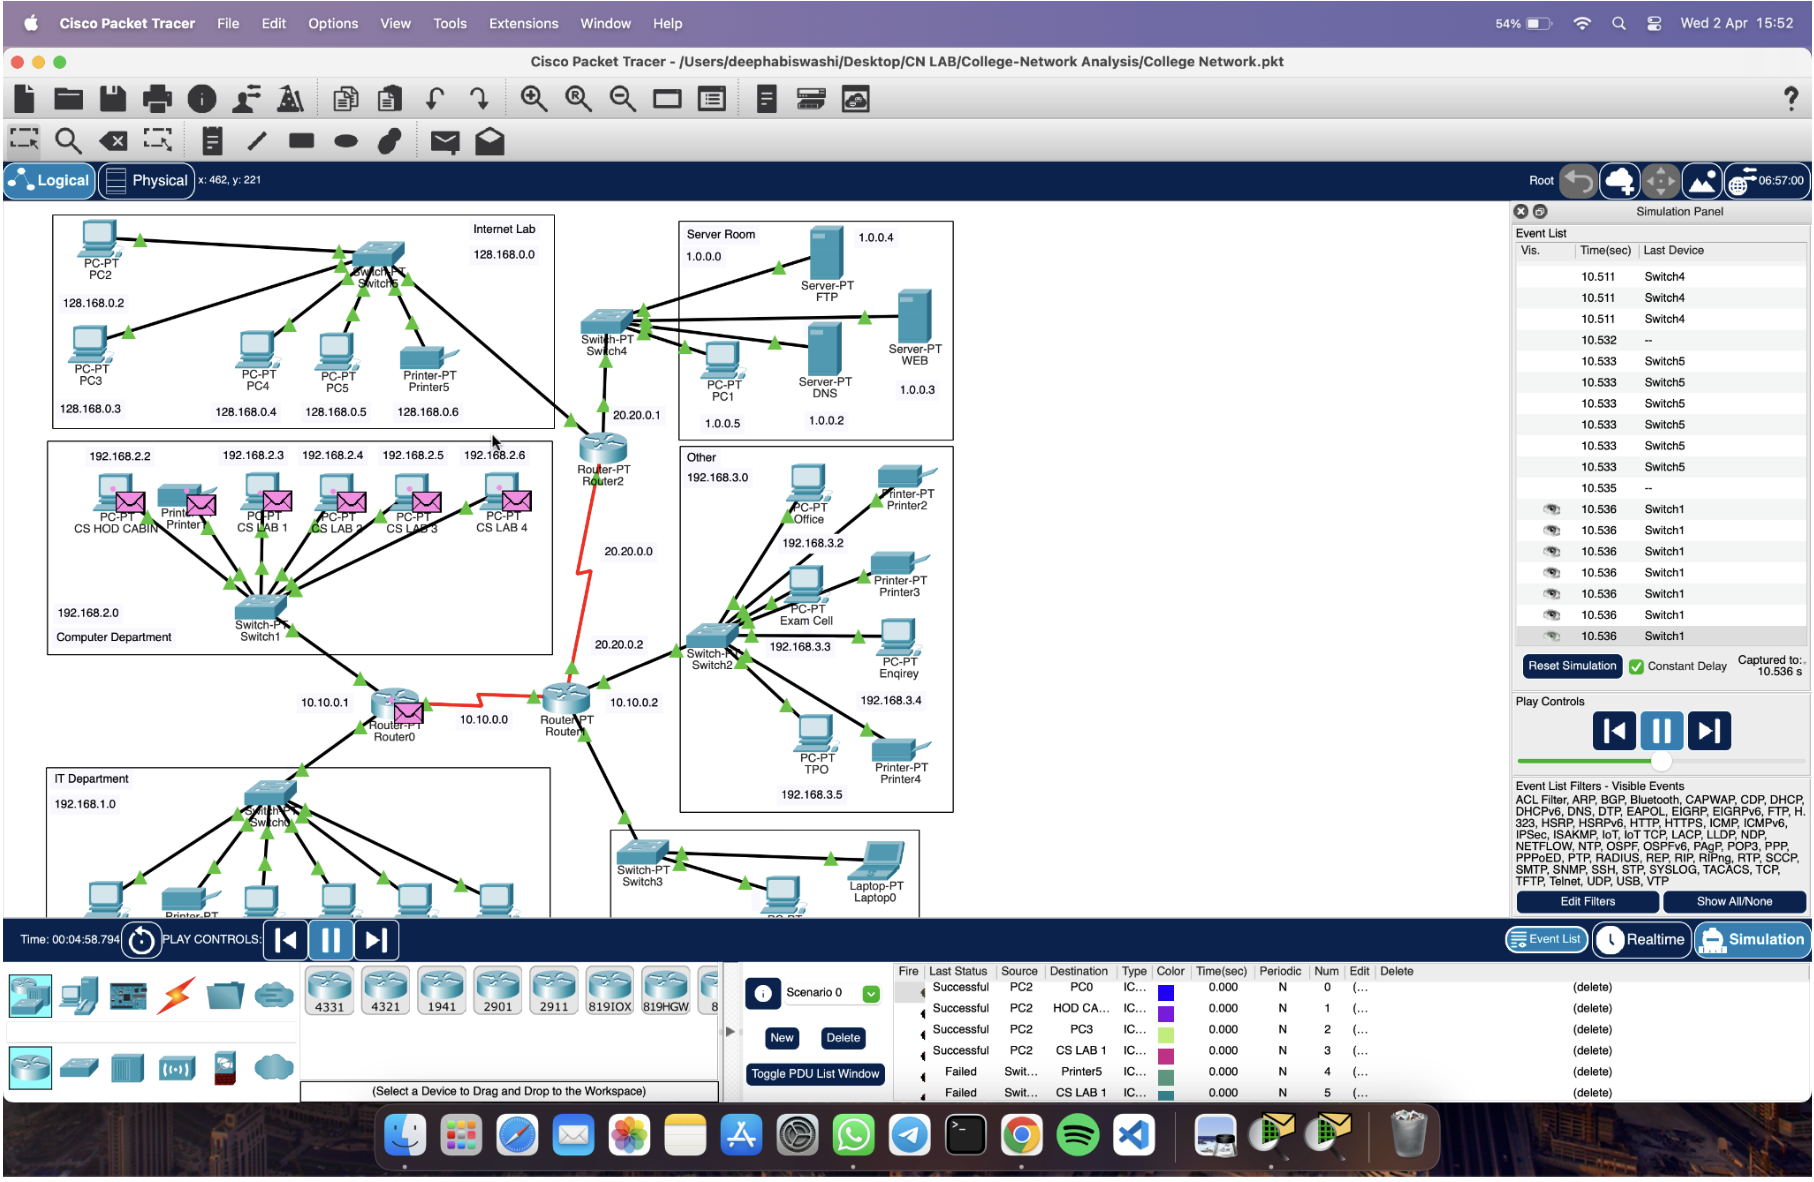 Cisco Packet Tracer File Edit Options View Tools Extensions Window Help 54% Wed 2 Apr 15:52
Cisco Packet Tracer - /Users/deephabiswashi/Desktop/CN LAB/College-Network Analysis/College Network.pkt
Logical Physical x: 462, y: 221 Root 06:57:00
Internet Lab
128.168.0.0
PC-PT
PC2
Switch-PT
Switch5
128.168.0.2
PC-PT
PC3
PC-PT
PC4
PC-PT
PC5
Printer-PT
Printer5
128.168.0.3
128.168.0.4
128.168.0.5
128.168.0.6
Server Room
1.0.0.0
1.0.0.4
Server-PT
FTP
Switch-PT
Switch4
Server-PT
WEB
PC-PT
PC1
Server-PT
DNS
1.0.0.3
1.0.0.5
1.0.0.2
20.20.0.1
Router-PT
Router2
192.168.2.2
192.168.2.3
192.168.2.4
192.168.2.5
192.168.2.6
PC-PT
CS HOD CABIN
PC-PT
CS LAB 1
PC-PT
CS LAB 2
PC-PT
CS LAB 3
PC-PT
CS LAB 4
192.168.2.0
Computer Department
Switch-PT
Switch1
20.20.0.0
20.20.0.2
Other
192.168.3.0
PC-PT
Office
Printer-PT
Printer2
192.168.3.2
Printer-PT
Printer3
PC-PT
Exam Cell
192.168.3.3
Switch-PT
Switch2
PC-PT
Enqirey
192.168.3.4
PC-PT
TPO
Printer-PT
Printer4
192.168.3.5
10.10.0.1
Router-PT
Router0
10.10.0.0
Router-PT
Router1
10.10.0.2
IT Department
192.168.1.0
Switch-PT
Switch0
Printer-PT
Switch-PT
Switch3
Laptop-PT
Laptop0
PC-PT
Simulation Panel
Event List
Vis. Time(sec) Last Device
10.511 Switch4
10.511 Switch4
10.511 Switch4
10.532 --
10.533 Switch5
10.533 Switch5
10.533 Switch5
10.533 Switch5
10.533 Switch5
10.533 Switch5
10.535 --
10.536 Switch1
10.536 Switch1
10.536 Switch1
10.536 Switch1
10.536 Switch1
10.536 Switch1
10.536 Switch1
Reset Simulation Constant Delay Captured to:
10.536 s
Play Controls
Event List Filters - Visible Events
ACL Filter, ARP, BGP, Bluetooth, CAPWAP, CDP, DHCP,
DHCPv6, DNS, DTP, EAPOL, EIGRP, EIGRPv6, FTP, H.
323, HSRP, HSRPv6, HTTP, HTTPS, ICMP, ICMPv6,
IPSec, ISAKMP, IoT, IoT TCP, LACP, LLDP, NDP,
NETFLOW, NTP, OSPF, OSPFv6, PAgP, POP3, PPP,
PPPoED, PTP, RADIUS, REP, RIP, RIPng, RTP, SCCP,
SMTP, SNMP, SSH, STP, SYSLOG, TACACS, TCP,
TFTP, Telnet, UDP, USB, VTP
Edit Filters Show All/None
Time: 00:04:58.794 PLAY CONTROLS: Event List Realtime Simulation
4331 4321 1941 2901 2911 819IOX 819HGW 8
(Select a Device to Drag and Drop to the Workspace)
Scenario 0
New Delete
Toggle PDU List Window
Fire Last Status Source Destination Type Color Time(sec) Periodic Num Edit Delete
Successful PC2 PC0 IC... 0.000 N 0 (... (delete)
Successful PC2 HOD CA... IC... 0.000 N 1 (... (delete)
Successful PC2 PC3 IC... 0.000 N 2 (... (delete)
Successful PC2 CS LAB 1 IC... 0.000 N 3 (... (delete)
Failed Swit... Printer5 IC... 0.000 N 4 (... (delete)
Failed Swit... CS LAB 1 IC... 0.000 N 5 (... (delete)